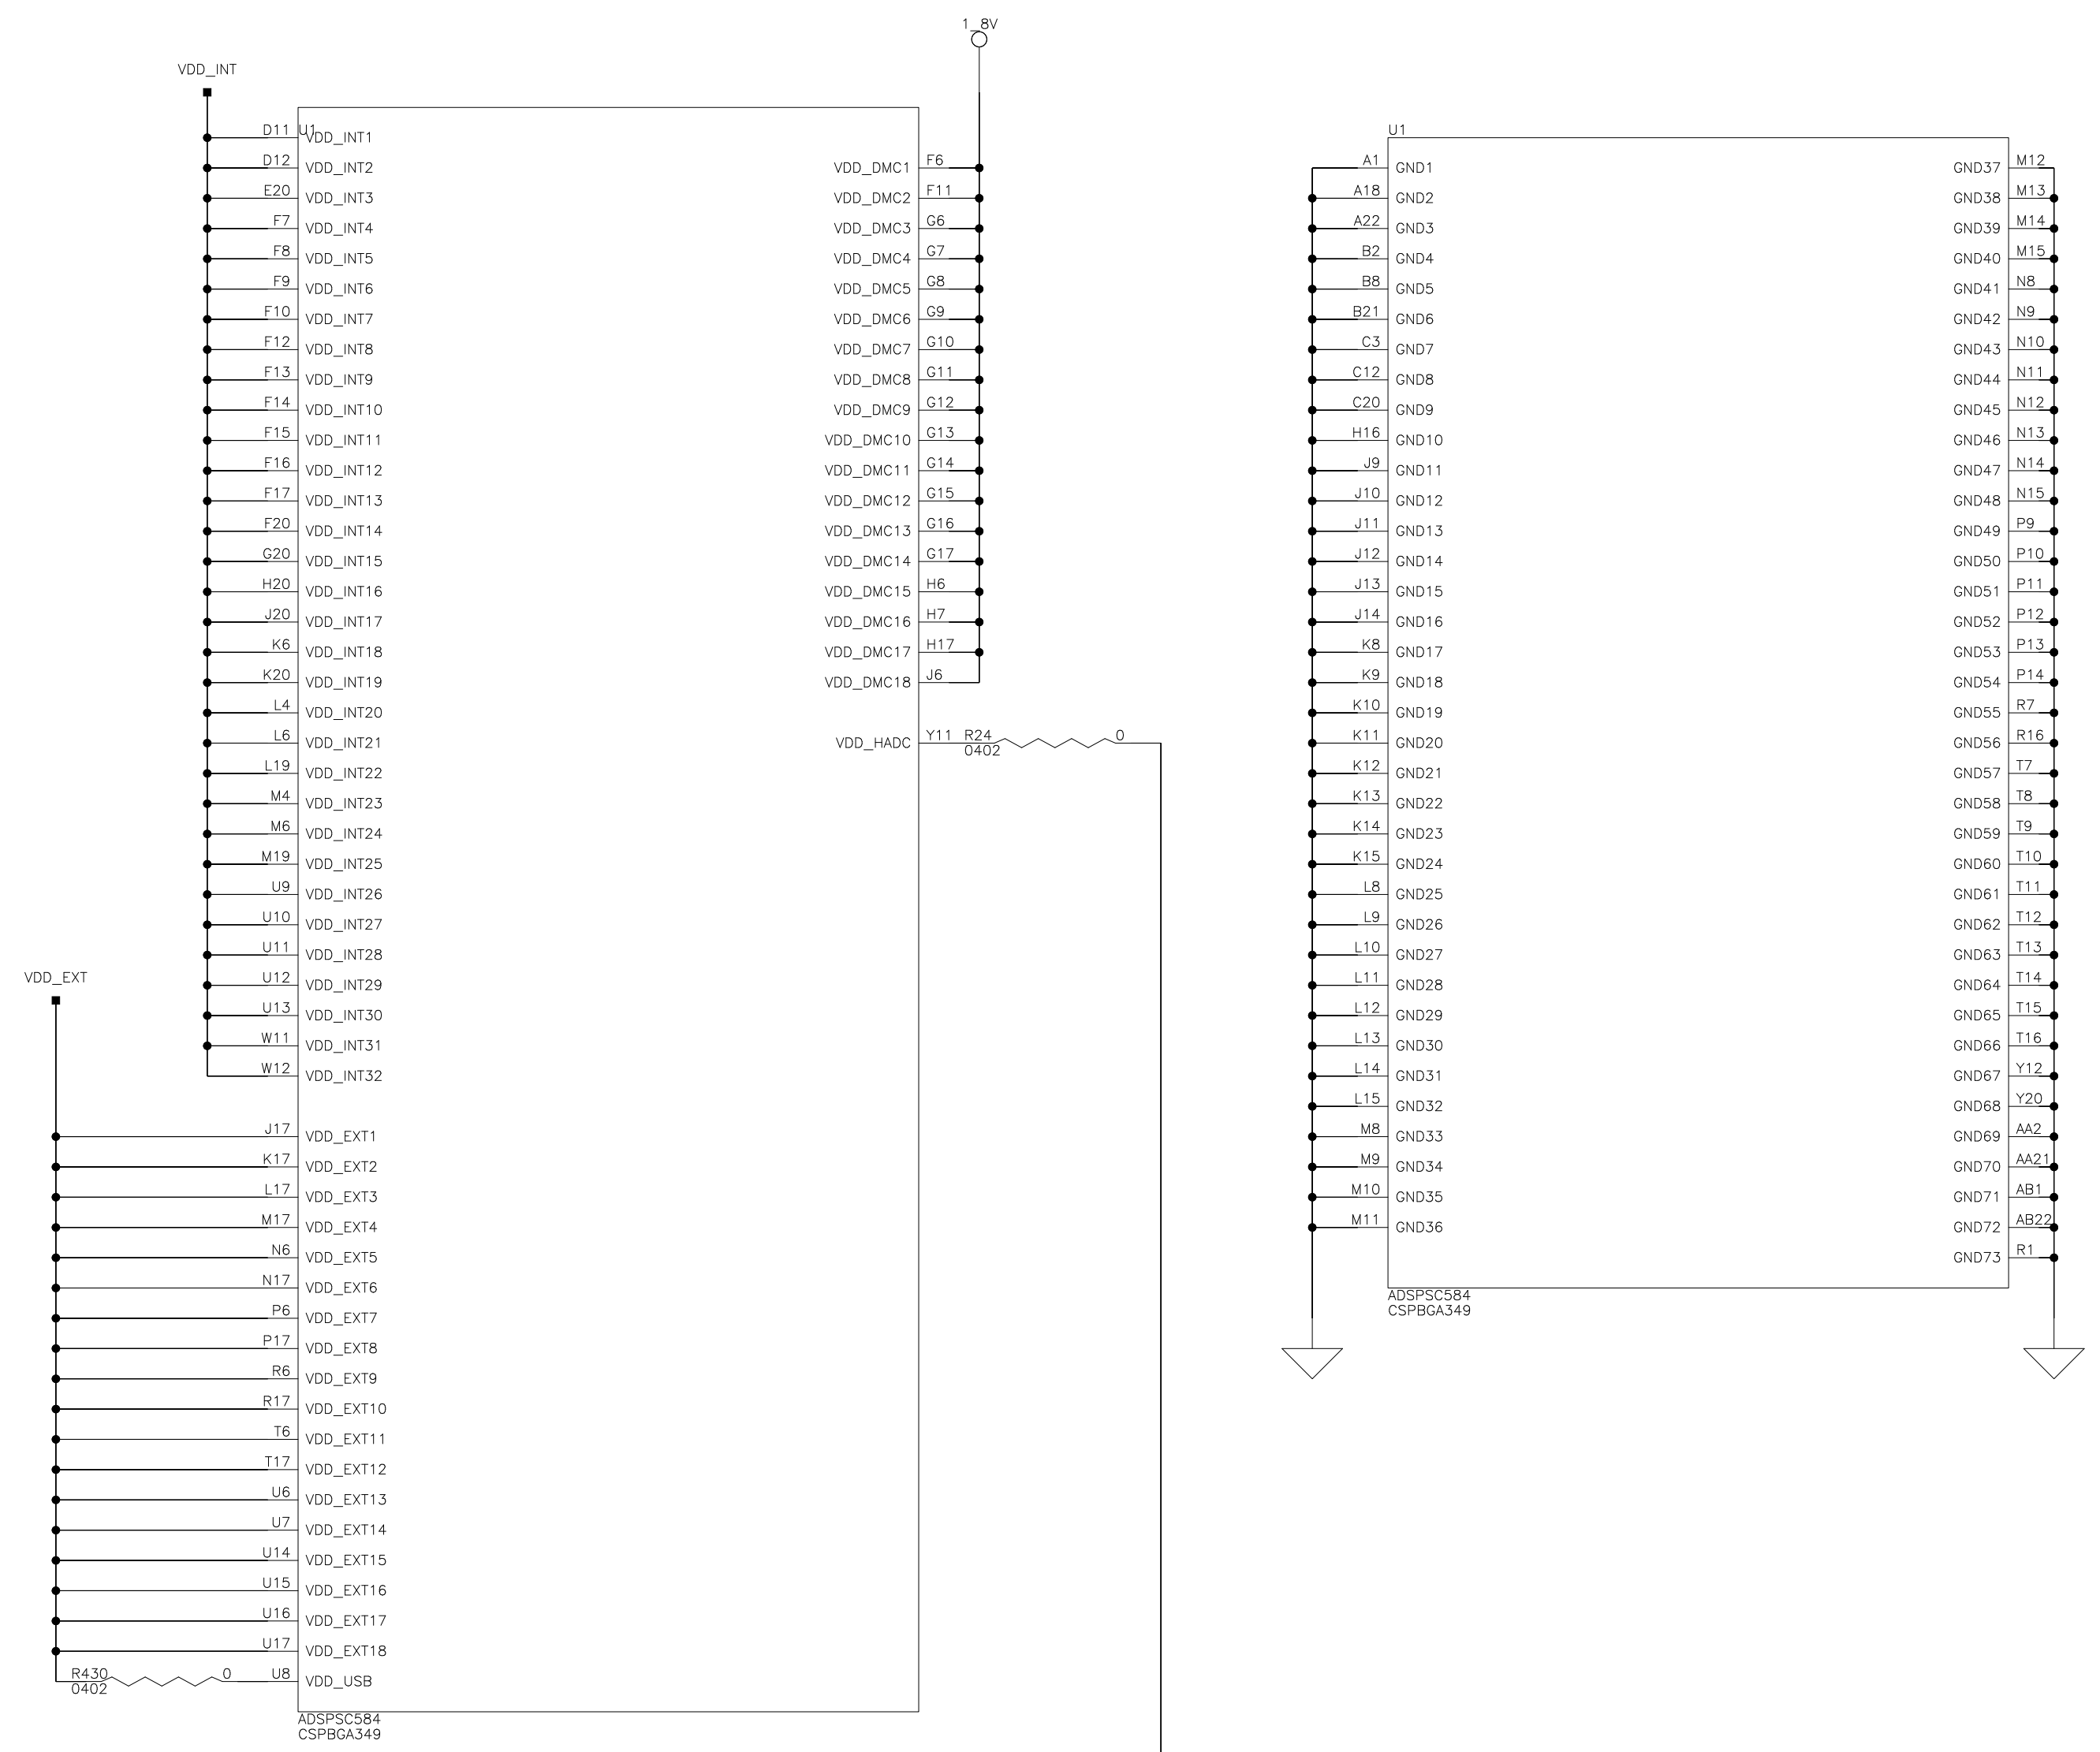 1_8V
VDD_INT
U1
D11 VDD_INT1
D12 VDD_INT2
E20 VDD_INT3
F7 VDD_INT4
F8 VDD_INT5
F9 VDD_INT6
F10 VDD_INT7
F12 VDD_INT8
F13 VDD_INT9
F14 VDD_INT10
F15 VDD_INT11
F16 VDD_INT12
F17 VDD_INT13
F20 VDD_INT14
G20 VDD_INT15
H20 VDD_INT16
J20 VDD_INT17
K6 VDD_INT18
K20 VDD_INT19
L4 VDD_INT20
L6 VDD_INT21
L19 VDD_INT22
M4 VDD_INT23
M6 VDD_INT24
M19 VDD_INT25
U9 VDD_INT26
U10 VDD_INT27
U11 VDD_INT28
U12 VDD_INT29
U13 VDD_INT30
W11 VDD_INT31
W12 VDD_INT32
VDD_EXT
J17 VDD_EXT1
K17 VDD_EXT2
L17 VDD_EXT3
M17 VDD_EXT4
N6 VDD_EXT5
N17 VDD_EXT6
P6 VDD_EXT7
P17 VDD_EXT8
R6 VDD_EXT9
R17 VDD_EXT10
T6 VDD_EXT11
T17 VDD_EXT12
U6 VDD_EXT13
U7 VDD_EXT14
U14 VDD_EXT15
U15 VDD_EXT16
U16 VDD_EXT17
U17 VDD_EXT18
R430 0 U8 VDD_USB
0402
ADSPSC584
CSPBGA349
VDD_DMC1 F6
VDD_DMC2 F11
VDD_DMC3 G6
VDD_DMC4 G7
VDD_DMC5 G8
VDD_DMC6 G9
VDD_DMC7 G10
VDD_DMC8 G11
VDD_DMC9 G12
VDD_DMC10 G13
VDD_DMC11 G14
VDD_DMC12 G15
VDD_DMC13 G16
VDD_DMC14 G17
VDD_DMC15 H6
VDD_DMC16 H7
VDD_DMC17 H17
VDD_DMC18 J6
VDD_HADC Y11 R24 0
0402
U1
A1 GND1
A18 GND2
A22 GND3
B2 GND4
B8 GND5
B21 GND6
C3 GND7
C12 GND8
C20 GND9
H16 GND10
J9 GND11
J10 GND12
J11 GND13
J12 GND14
J13 GND15
J14 GND16
K8 GND17
K9 GND18
K10 GND19
K11 GND20
K12 GND21
K13 GND22
K14 GND23
K15 GND24
L8 GND25
L9 GND26
L10 GND27
L11 GND28
L12 GND29
L13 GND30
L14 GND31
L15 GND32
M8 GND33
M9 GND34
M10 GND35
M11 GND36
GND37 M12
GND38 M13
GND39 M14
GND40 M15
GND41 N8
GND42 N9
GND43 N10
GND44 N11
GND45 N12
GND46 N13
GND47 N14
GND48 N15
GND49 P9
GND50 P10
GND51 P11
GND52 P12
GND53 P13
GND54 P14
GND55 R7
GND56 R16
GND57 T7
GND58 T8
GND59 T9
GND60 T10
GND61 T11
GND62 T12
GND63 T13
GND64 T14
GND65 T15
GND66 T16
GND67 Y12
GND68 Y20
GND69 AA2
GND70 AA21
GND71 AB1
GND72 AB22
GND73 R1
ADSPSC584
CSPBGA349